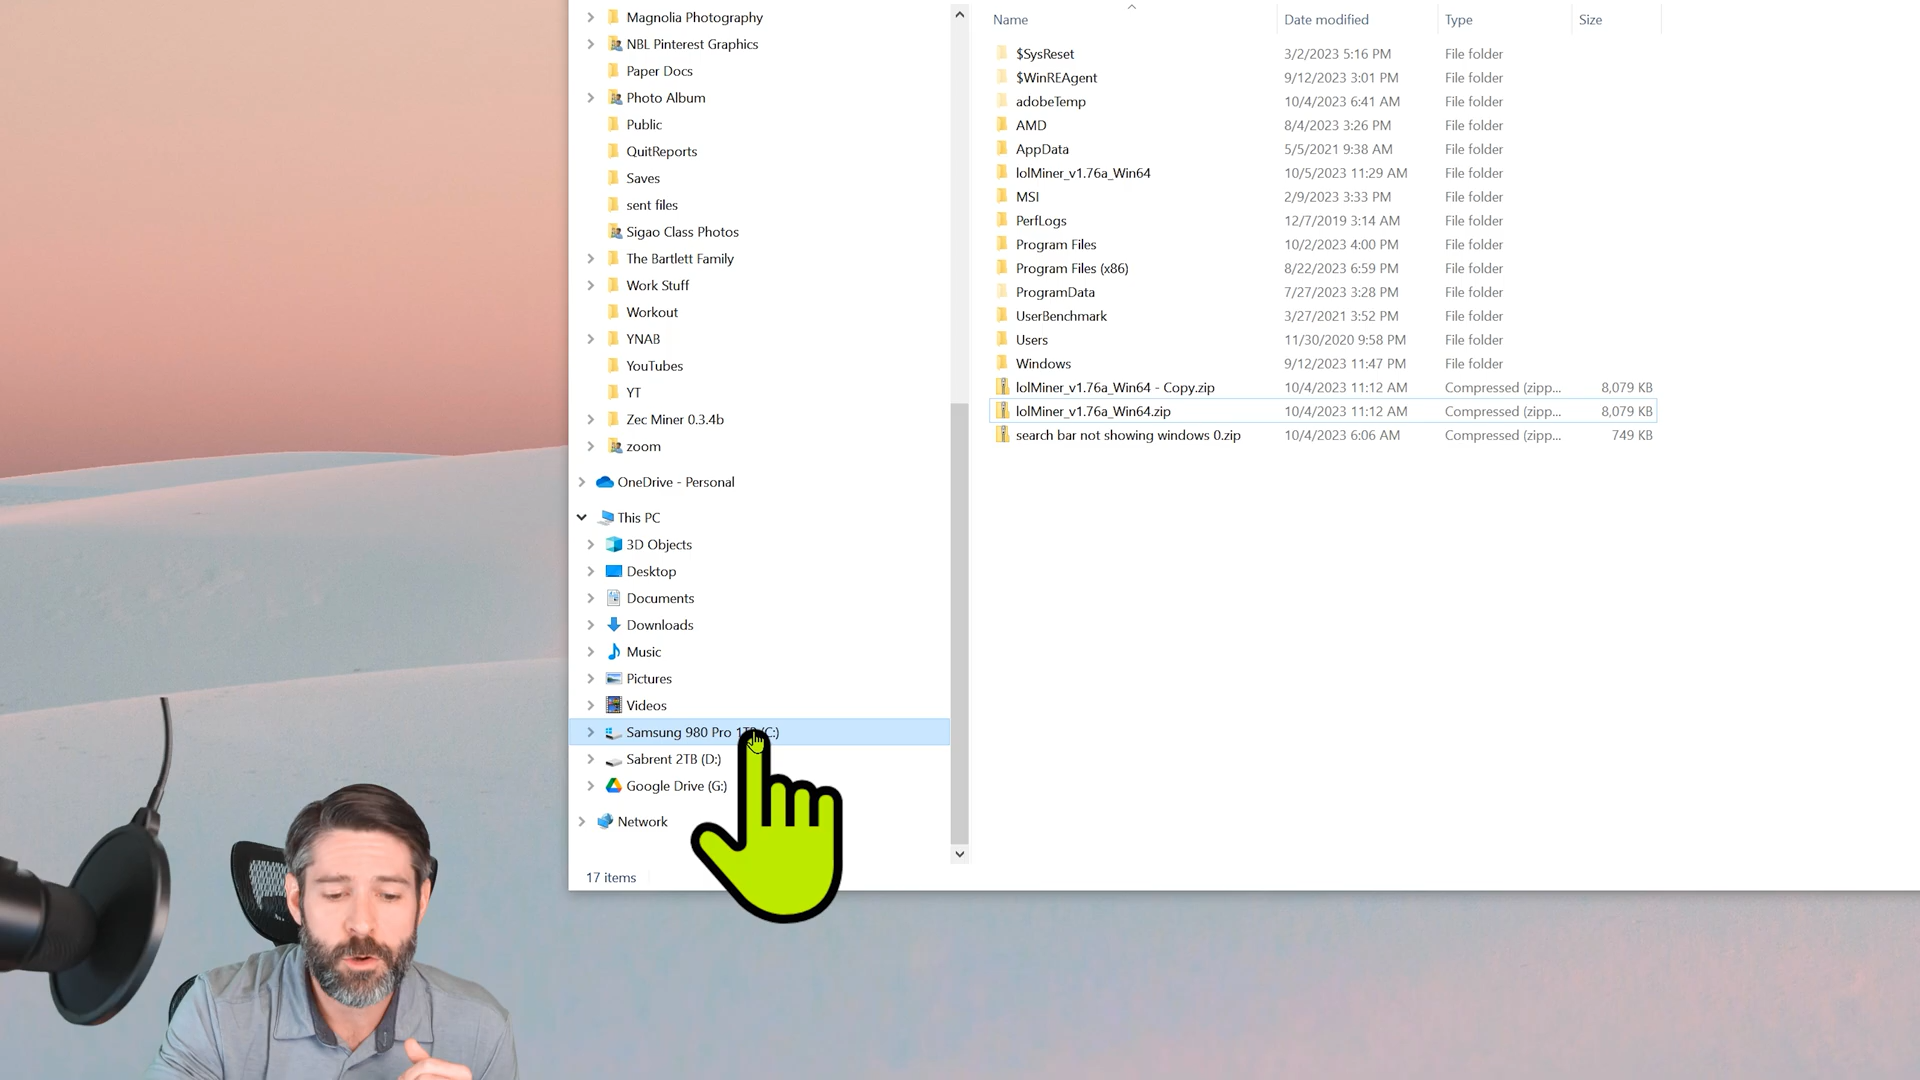 Magnolia Photography
NBL Pinterest Graphics
Paper Docs
Photo Album
Public
QuitReports
Saves
sent files
Sigao Class Photos
The Bartlett Family
Work Stuff
Workout
YNAB
YouTubes
YT
Zec Miner 0.3.4b
zoom
OneDrive - Personal
This PC
3D Objects
Desktop
Documents
Downloads
Music
Pictures
Videos
Samsung 980 Pro 1TB (C:)
Sabrent 2TB (D:)
Google Drive (G:)
Network
17 items
Name Date modified Type Size
$SysReset 3/2/2023 5:16 PM File folder
$WinREAgent 9/12/2023 3:01 PM File folder
adobeTemp 10/4/2023 6:41 AM File folder
AMD 8/4/2023 3:26 PM File folder
AppData 5/5/2021 9:38 AM File folder
lolMiner_v1.76a_Win64 10/5/2023 11:29 AM File folder
MSI 2/9/2023 3:33 PM File folder
PerfLogs 12/7/2019 3:14 AM File folder
Program Files 10/2/2023 4:00 PM File folder
Program Files (x86) 8/22/2023 6:59 PM File folder
ProgramData 7/27/2023 3:28 PM File folder
UserBenchmark 3/27/2021 3:52 PM File folder
Users 11/30/2020 9:58 PM File folder
Windows 9/12/2023 11:47 PM File folder
lolMiner_v1.76a_Win64 - Copy.zip 10/4/2023 11:12 AM Compressed (zipp... 8,079 KB
lolMiner_v1.76a_Win64.zip 10/4/2023 11:12 AM Compressed (zipp... 8,079 KB
search bar not showing windows 0.zip 10/4/2023 6:06 AM Compressed (zipp... 749 KB